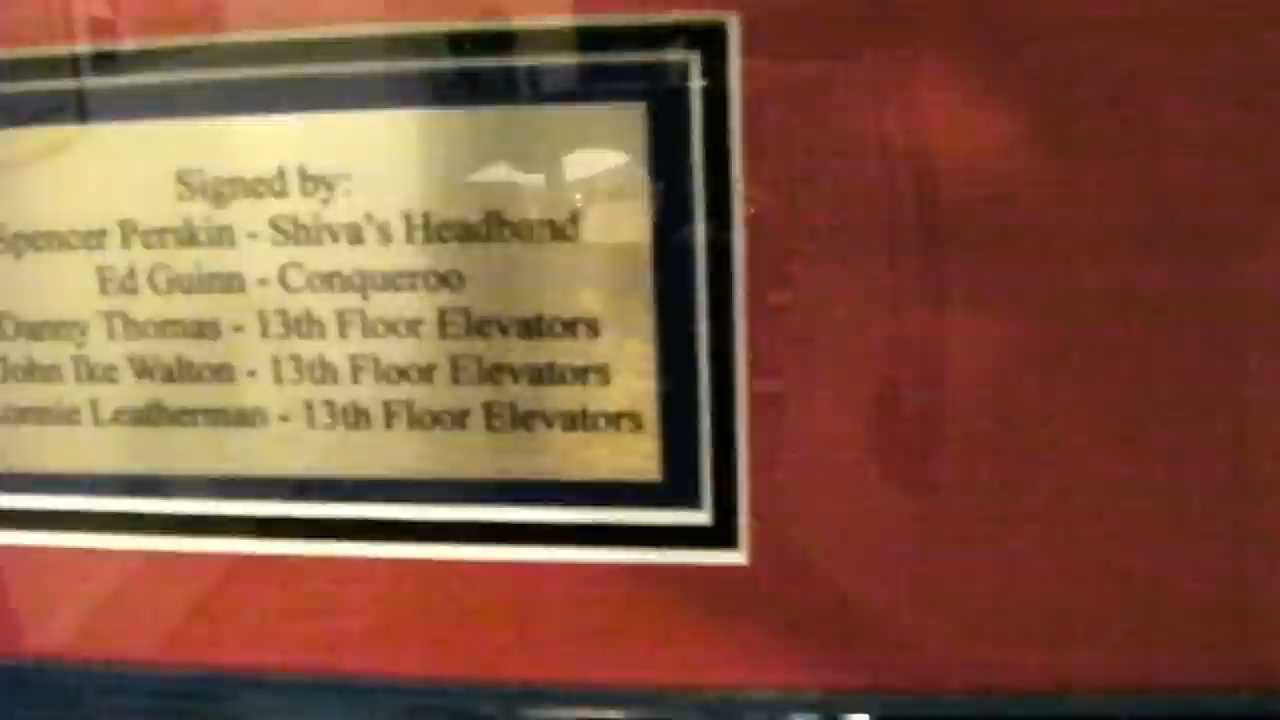 Signed by:
Spencer Perskin - Shiva's Headband
Ed Guinn - Conqueroo
Danny Thomas - 13th Floor Elevators
John Ike Walton - 13th Floor Elevators
Leatherman - 13th Floor Elevators